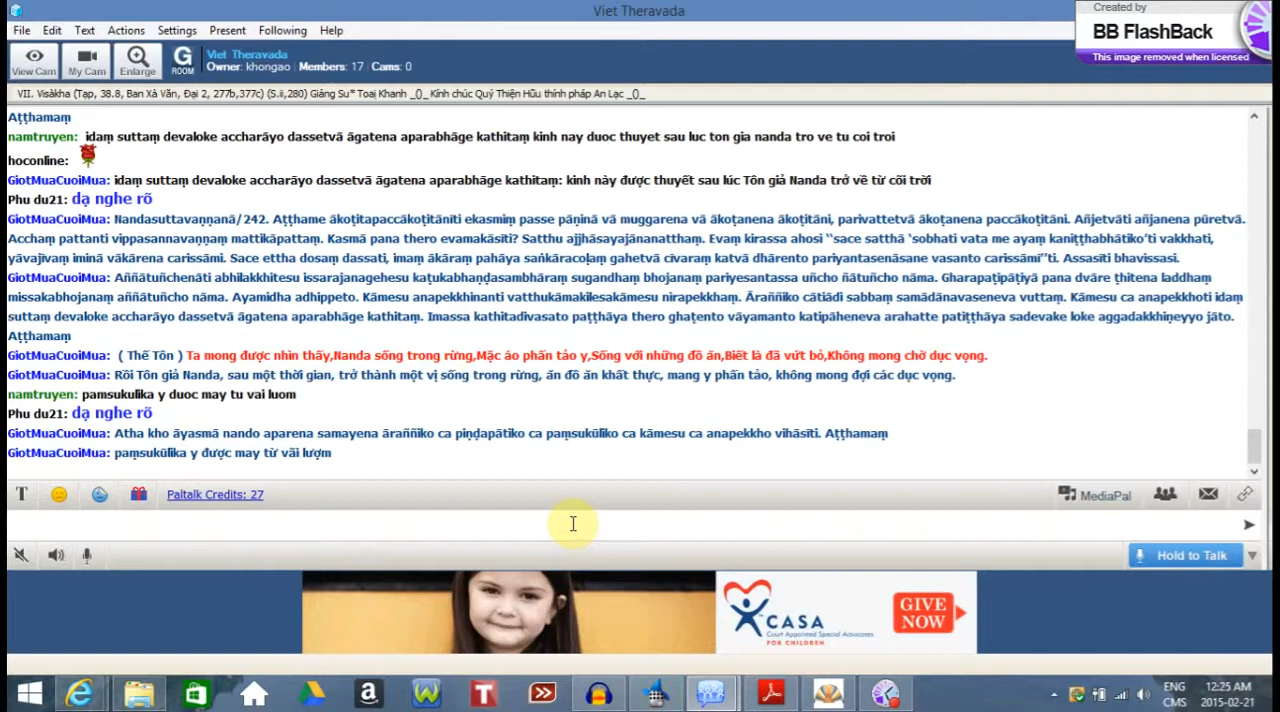 Viet Theravada
Created by
BB FlashBack
This image removed when licensed
File Edit Text Actions Settings Present Following Help
View Cam My Cam Enlarge G ROOM
Viet Theravada
Owner: khongao Members: 17 Cams: 0
VII. Visàkha (Tạp, 38.8, Ban Xà Văn, Đại 2, 277b,377c) (S.ii,280) Giảng Su* Toại Khanh _()_ Kính chúc Quý Thiện Hữu thính pháp An Lạc _()_
Aṭṭhamaṃ
namtruyen: idaṃ suttaṃ devaloke accharāyo dassetvā āgatena aparabhāge kathitaṃ kinh nay duoc thuyet sau luc ton gia nanda tro ve tu coi troi
hoconline:
GiotMuaCuoiMua: idaṃ suttaṃ devaloke accharāyo dassetvā āgatena aparabhāge kathitaṃ: kinh này được thuyết sau lúc Tôn giả Nanda trở về từ cõi trời
Phu du21: dạ nghe rõ
GiotMuaCuoiMua: Nandasuttavaṇṇanā/242. Aṭṭhame ākoṭitapaccākoṭitānīti ekasmiṃ passe pāṇinā vā muggarena vā ākoṭanena ākoṭitāni, parivattetvā ākoṭanena paccākoṭitāni. Añjetvāti añjanena pūretvā.
Acchaṃ pattanti vippasannavaṇṇaṃ mattikāpattaṃ. Kasmā pana thero evamakāsīti? Satthu ajjhāsayajānanatthaṃ. Evaṃ kirassa ahosi “sace satthā ‘sobhati vata me ayaṃ kaniṭṭhabhātiko’ti vakkhati,
yāvajīvaṃ iminā vākārena carissāmi. Sace ettha dosaṃ dassati, imaṃ ākāraṃ pahāya saṅkāracoḷaṃ gahetvā cīvaraṃ katvā dhārento pariyantasenāsane vasanto carissāmī”ti. Assasīti bhavissasi.
GiotMuaCuoiMua: Aññātuñchenāti abhilakkhitesu issarajanagehesu kaṭukabhaṇḍasambhāraṃ sugandhaṃ bhojanaṃ pariyesantassa uñcho ñātuñcho nāma. Gharapaṭipāṭiyā pana dvāre ṭhitena laddhaṃ
missakabhojanaṃ aññātuñcho nāma. Ayamidha adhippeto. Kāmesu anapekkhinanti vatthukāmakilesakāmesu nirapekkhaṃ. Āraññiko cātiādi sabbaṃ samādānavaseneva vuttaṃ. Kāmesu ca anapekkhoti idaṃ
suttaṃ devaloke accharāyo dassetvā āgatena aparabhāge kathitaṃ. Imassa kathitadivasato paṭṭhāya thero ghaṭento vāyamanto katipāheneva arahatte patiṭṭhāya sadevake loke aggadakkhiṇeyyo jāto.
Aṭṭhamaṃ
GiotMuaCuoiMua: ( Thế Tôn ) Ta mong được nhìn thấy,Nanda sống trong rừng,Mặc áo phấn tảo y,Sống với những đồ ăn,Biết là đã vứt bỏ,Không mong chờ dục vọng.
GiotMuaCuoiMua: Rồi Tôn giả Nanda, sau một thời gian, trở thành một vị sống trong rừng, ăn đồ ăn khất thực, mang y phấn tảo, không mong đợi các dục vọng.
namtruyen: pamsukulika y duoc may tu vai luom
Phu du21: dạ nghe rõ
GiotMuaCuoiMua: Atha kho āyasmā nando aparena samayena āraññiko ca piṇḍapātiko ca paṃsukūliko ca kāmesu ca anapekkho vihāsīti. Aṭṭhamaṃ
GiotMuaCuoiMua: paṃsukūlika y được may từ vãi lượm
T Paltalk Credits: 27 MediaPal
Hold to Talk
CASA
Court Appointed Special Advocates
FOR CHILDREN
GIVE NOW
ENG 12:25 AM
CMS 2015-02-21